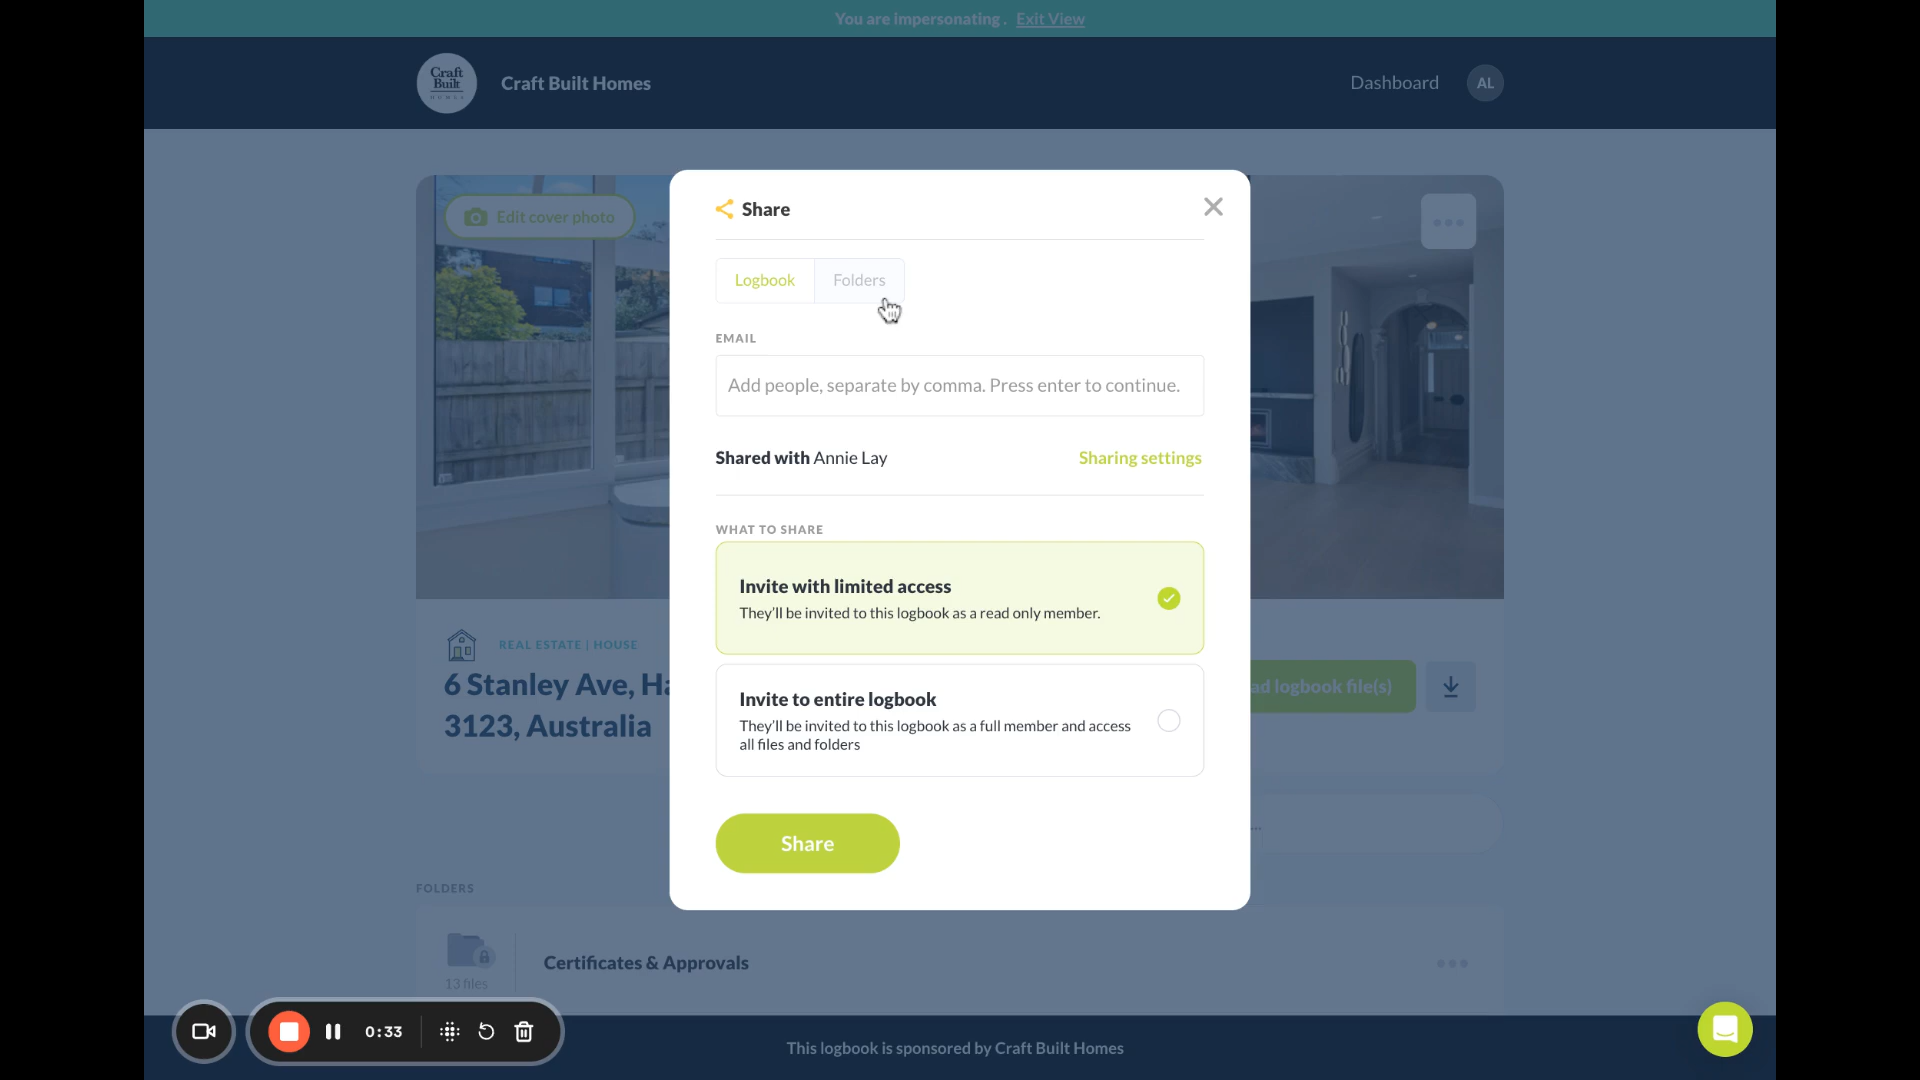 You are impersonating . Exit View
Craft
Built
HOMES
Craft Built Homes
Dashboard
AL
Edit cover photo
Share
Logbook
Folders
EMAIL
Add people, separate by comma. Press enter to continue.
Shared with Annie Lay
Sharing settings
WHAT TO SHARE
Invite with limited access
They'll be invited to this logbook as a read only member.
Invite to entire logbook
They'll be invited to this logbook as a full member and access
all files and folders
Share
REAL ESTATE | HOUSE
6 Stanley Ave, Ha
3123, Australia
ad logbook file(s)
...
FOLDERS
Certificates & Approvals
13 files
0:33
This logbook is sponsored by Craft Built Homes